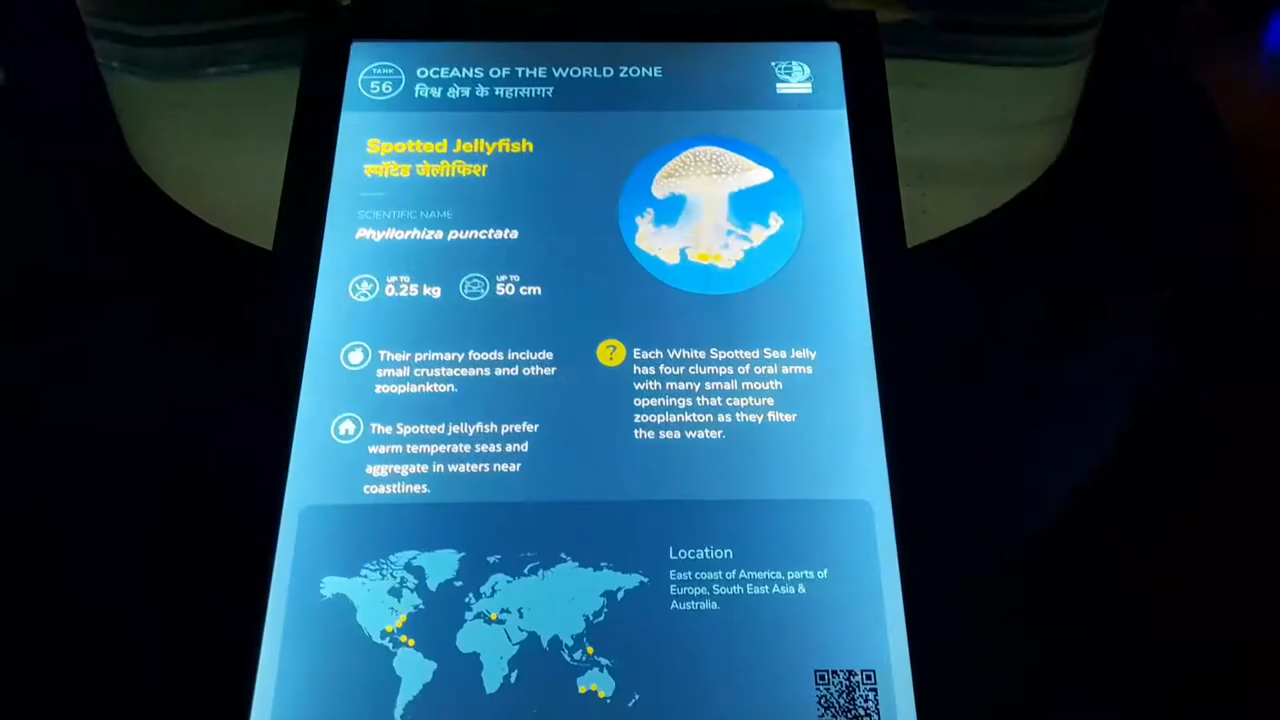 TANK
56
OCEANS OF THE WORLD ZONE
विश्व क्षेत्र के महासागर
Spotted Jellyfish
स्पॉटेड जेलीफिश
SCIENTIFIC NAME
Phyllorhiza punctata
UP TO
0.25 kg
UP TO
50 cm
Their primary foods include
small crustaceans and other
zooplankton.
The Spotted jellyfish prefer
warm temperate seas and
aggregate in waters near
coastlines.
?
Each White Spotted Sea Jelly
has four clumps of oral arms
with many small mouth
openings that capture
zooplankton as they filter
the sea water.
Location
East coast of America, parts of
Europe, South East Asia &
Australia.